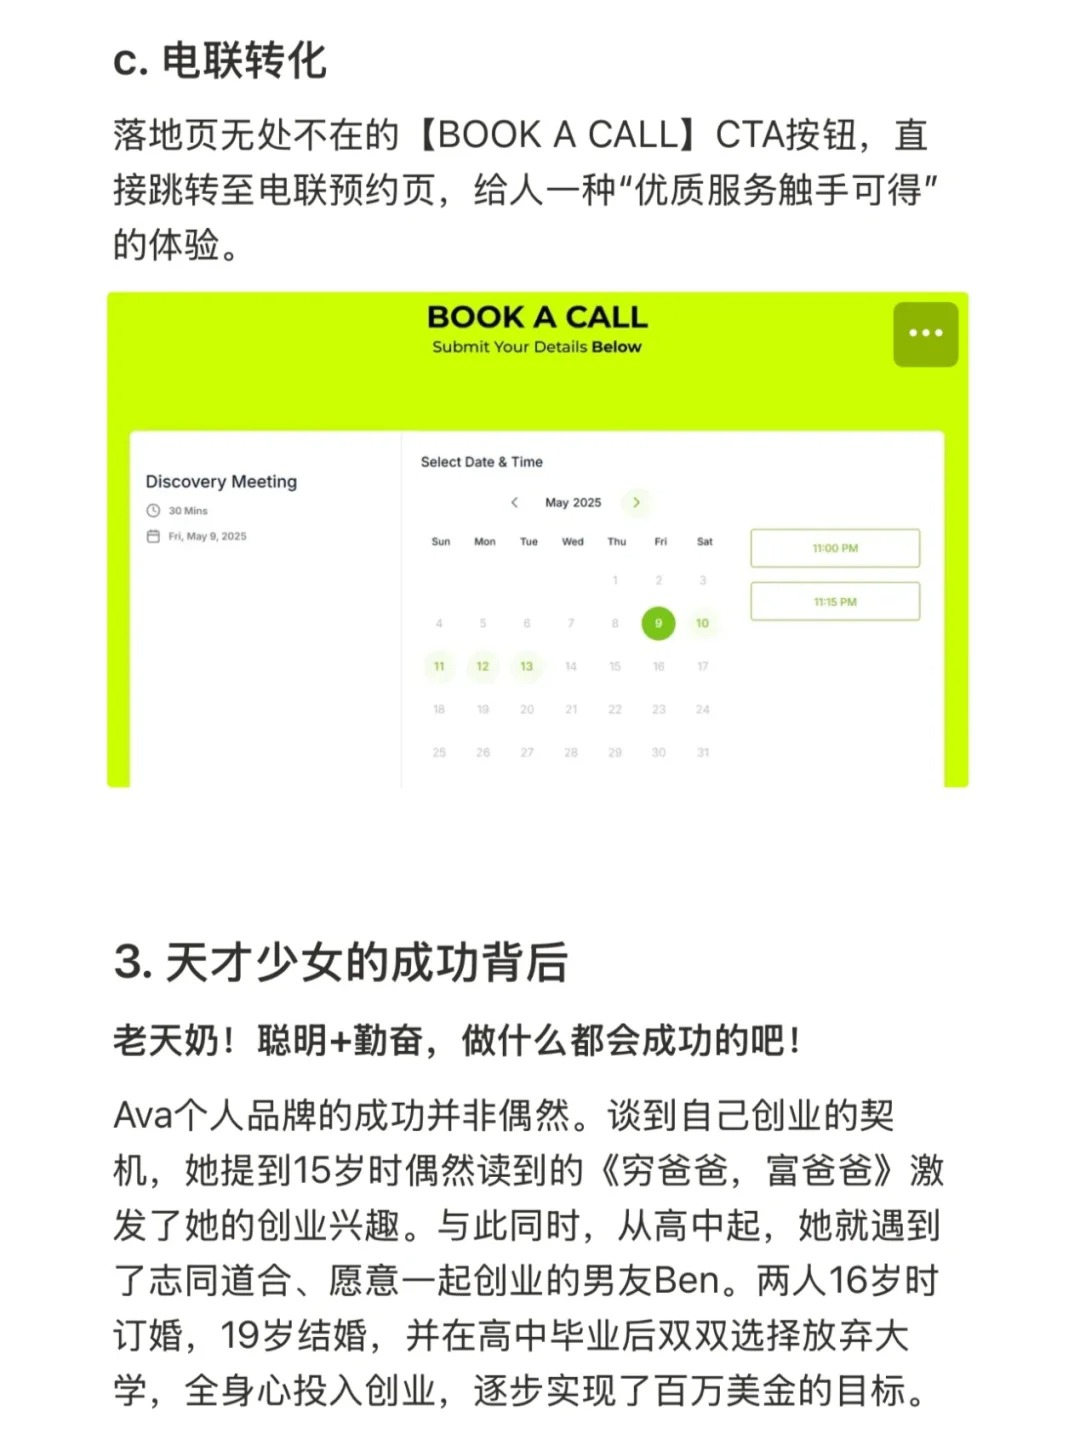 c. 电联转化
落地页无处不在的【BOOK A CALL】CTA按钮，直
接跳转至电联预约页，给人一种“优质服务触手可得”
的体验。
BOOK A CALL
Submit Your Details Below
Discovery Meeting
30 Mins
Fri, May 9, 2025
Select Date & Time
May 2025
Sun Mon Tue Wed Thu Fri Sat
1 2 3
4 5 6 7 8 9 10
11 12 13 14 15 16 17
18 19 20 21 22 23 24
25 26 27 28 29 30 31
11:00 PM
11:15 PM
3. 天才少女的成功背后
老天奶！聪明+勤奋，做什么都会成功的吧！
Ava个人品牌的成功并非偶然。谈到自己创业的契
机，她提到15岁时偶然读到的《穷爸爸，富爸爸》激
发了她的创业兴趣。与此同时，从高中起，她就遇到
了志同道合、愿意一起创业的男友Ben。两人16岁时
订婚，19岁结婚，并在高中毕业后双双选择放弃大
学，全身心投入创业，逐步实现了百万美金的目标。